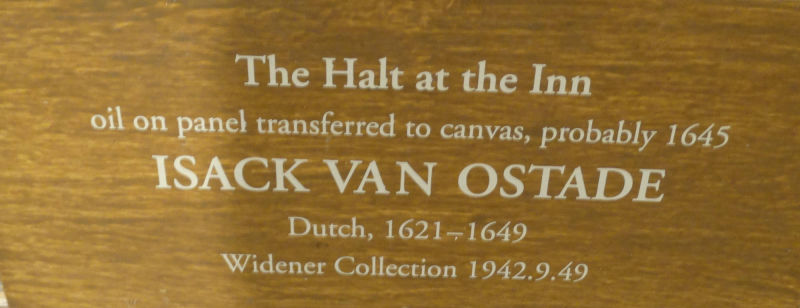 The Halt at the Inn
oil on panel transferred to canvas, probably 1645
ISACK VAN OSTADE
Dutch, 1621–1649
Widener Collection 1942.9.49